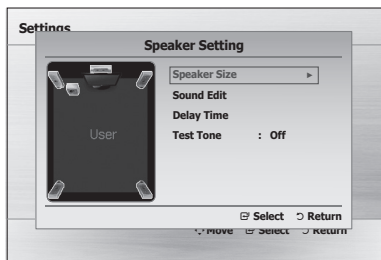 Settings
Speaker Setting
Speaker Size ►
Sound Edit
Delay Time
Test Tone : Off
User
Select Return
Move Select Return